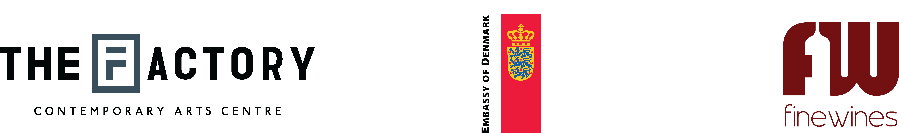 THE FACTORY
CONTEMPORARY ARTS CENTRE
EMBASSY OF DENMARK
fw
finewines